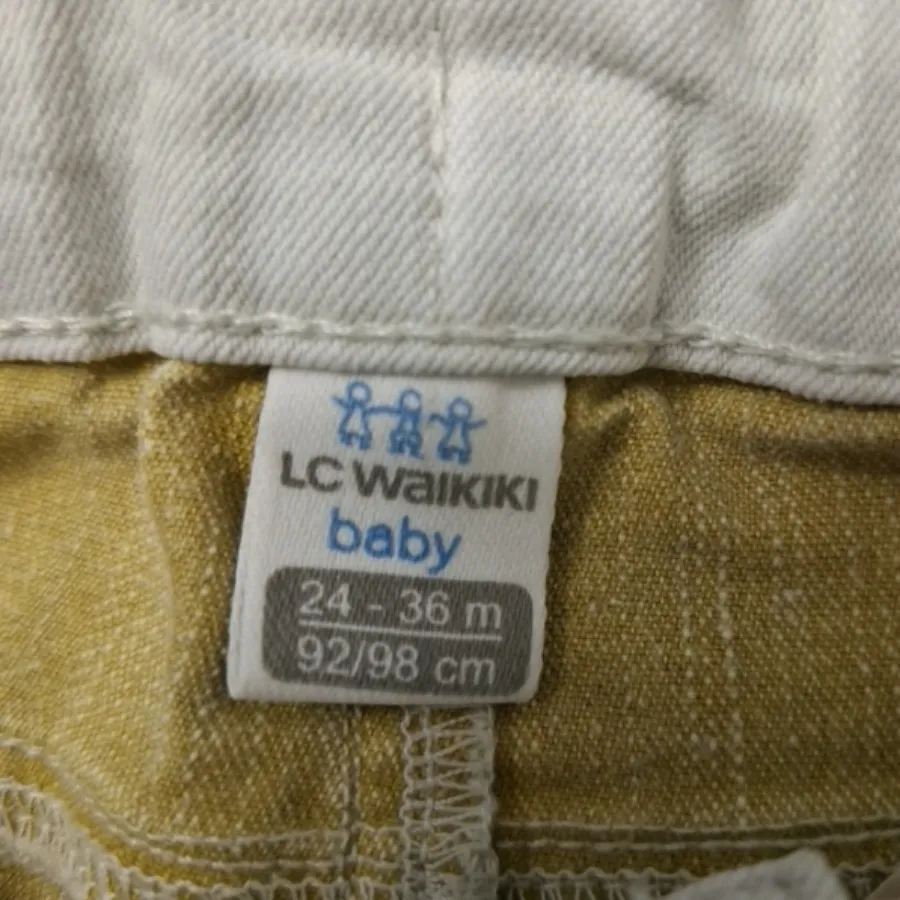 LC WAIKIKI
baby
24 - 36 m
92/98 cm